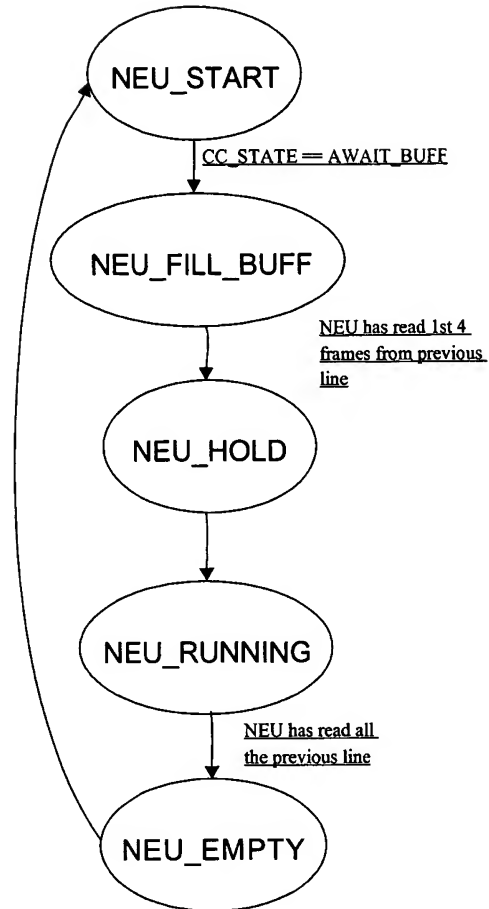 NEU_START
CC_STATE == AWAIT_BUFF
NEU_FILL_BUFF
NEU has read 1st 4
frames from previous
line
NEU_HOLD
NEU_RUNNING
NEU has read all
the previous line
NEU_EMPTY